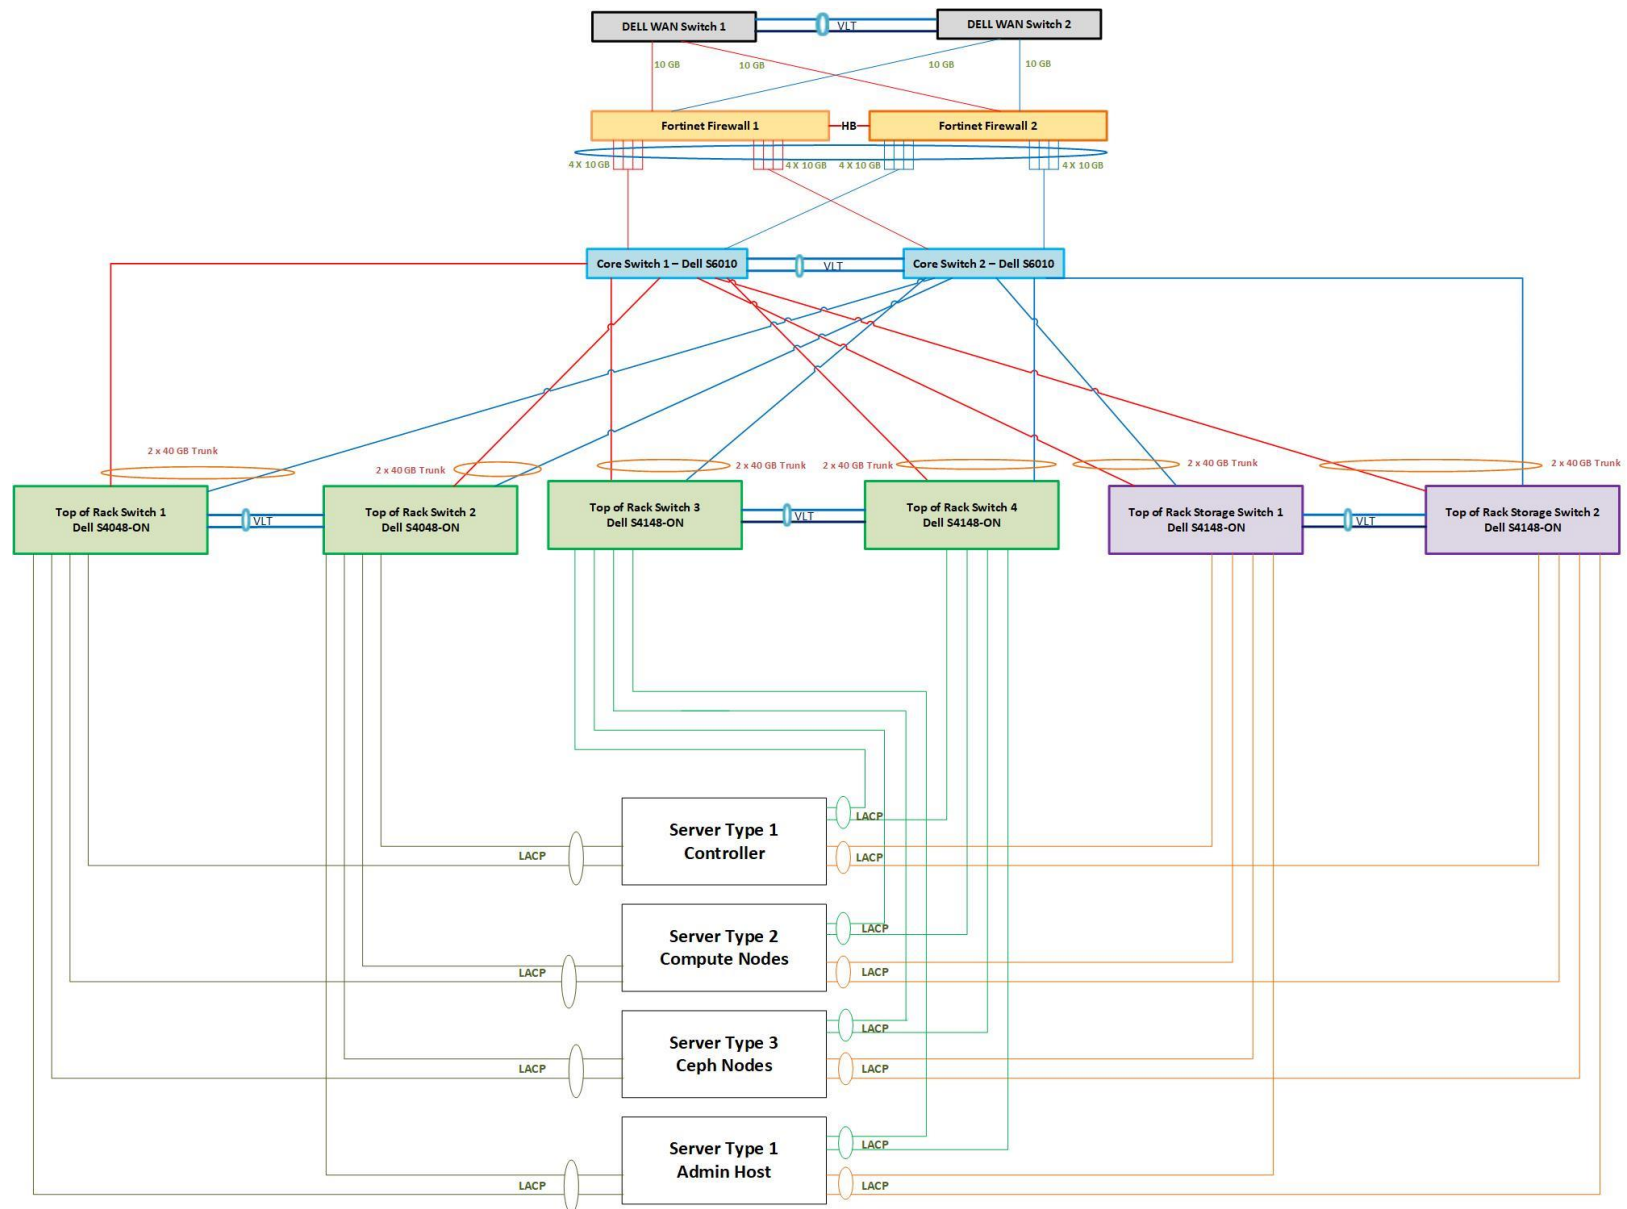 DELL WAN Switch 1
VLT
DELL WAN Switch 2
10 GB
10 GB
10 GB
10 GB
Fortinet Firewall 1
HB
Fortinet Firewall 2
4 X 10 GB
4 X 10 GB
4 X 10 GB
4 X 10 GB
Core Switch 1 – Dell S6010
VLT
Core Switch 2 – Dell S6010
2 x 40 GB Trunk
2 x 40 GB Trunk
2 x 40 GB Trunk
2 x 40 GB Trunk
2 x 40 GB Trunk
2 x 40 GB Trunk
Top of Rack Switch 1
Dell S4048-ON
VLT
Top of Rack Switch 2
Dell S4048-ON
Top of Rack Switch 3
Dell S4148-ON
VLT
Top of Rack Switch 4
Dell S4148-ON
Top of Rack Storage Switch 1
Dell S4148-ON
VLT
Top of Rack Storage Switch 2
Dell S4148-ON
LACP
Server Type 1
Controller
LACP
LACP
LACP
Server Type 2
Compute Nodes
LACP
LACP
LACP
Server Type 3
Ceph Nodes
LACP
LACP
LACP
Server Type 1
Admin Host
LACP
LACP